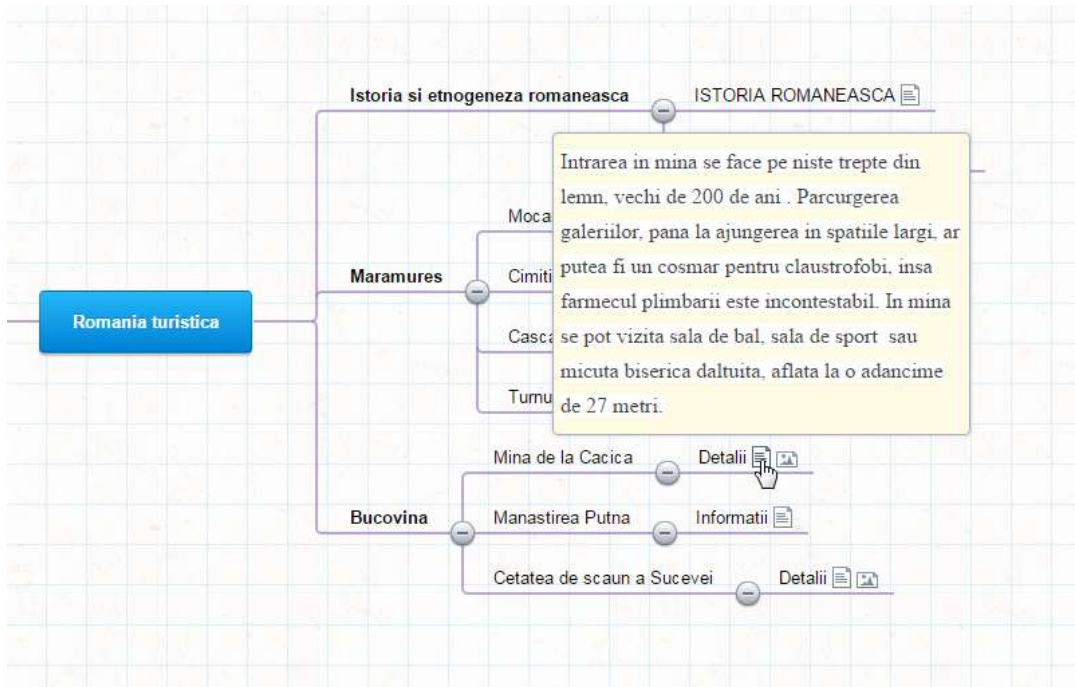 Istoria si etnogeneza romaneasca
ISTORIA ROMANEASCA
Intrarea in mina se face pe niste trepte din
lemn, vechi de 200 de ani . Parcurgerea
galeriilor, pana la ajungerea in spatiile largi, ar
putea fi un cosmar pentru claustrofobi, insa
farmecul plimbarii este incontestabil. In mina
se pot vizita sala de bal, sala de sport sau
micuta biserica daltuita, aflata la o adancime
de 27 metri.
Romania turistica
Maramures
Moca
Cimiti
Casca
Turnu
Bucovina
Mina de la Cacica
Detalii
Manastirea Putna
Informatii
Cetatea de scaun a Sucevei
Detalii